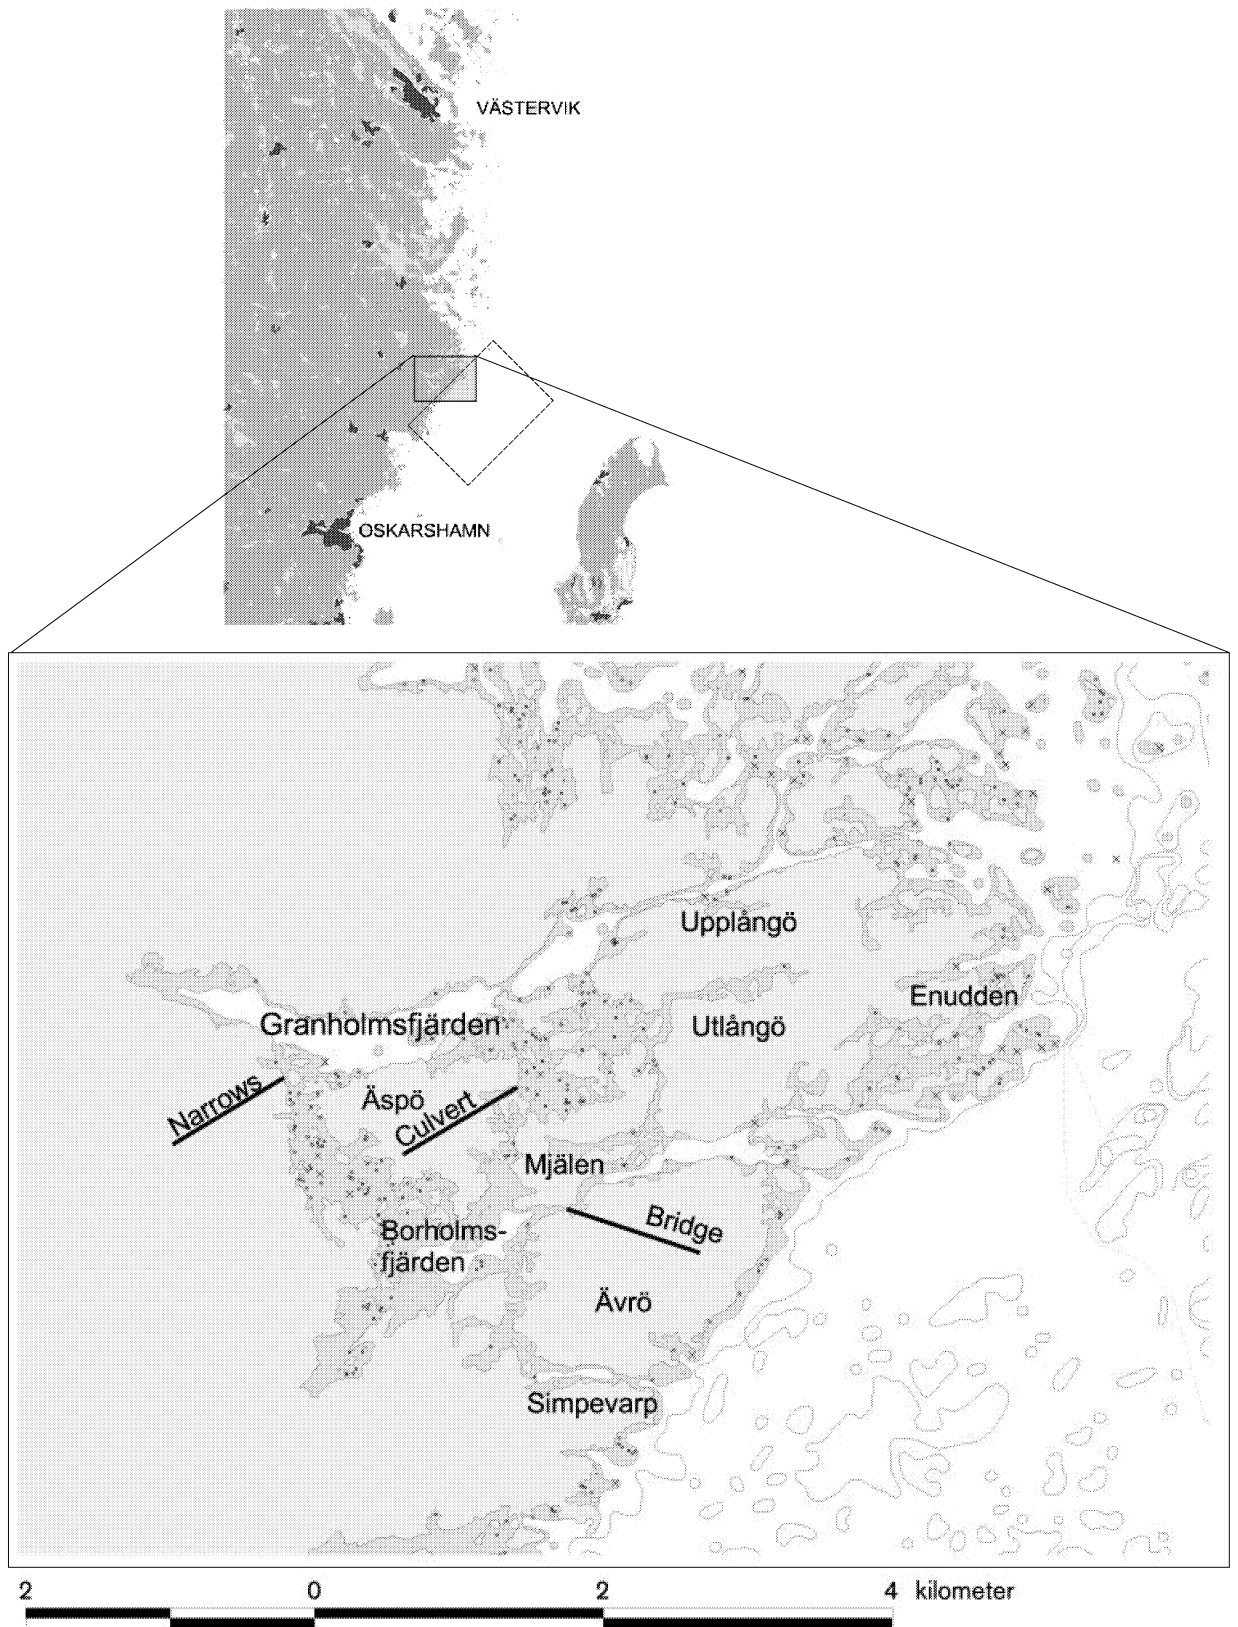 VÄSTERVIK
OSKARSHAMN
Upplångö
Enudden
Granholmsfjärden
Utlångö
Narrows
Äspö
Culvert
Mjälen
Bridge
Borholms-
fjärden
Ävrö
Simpevarp
2 0 2 4 kilometer